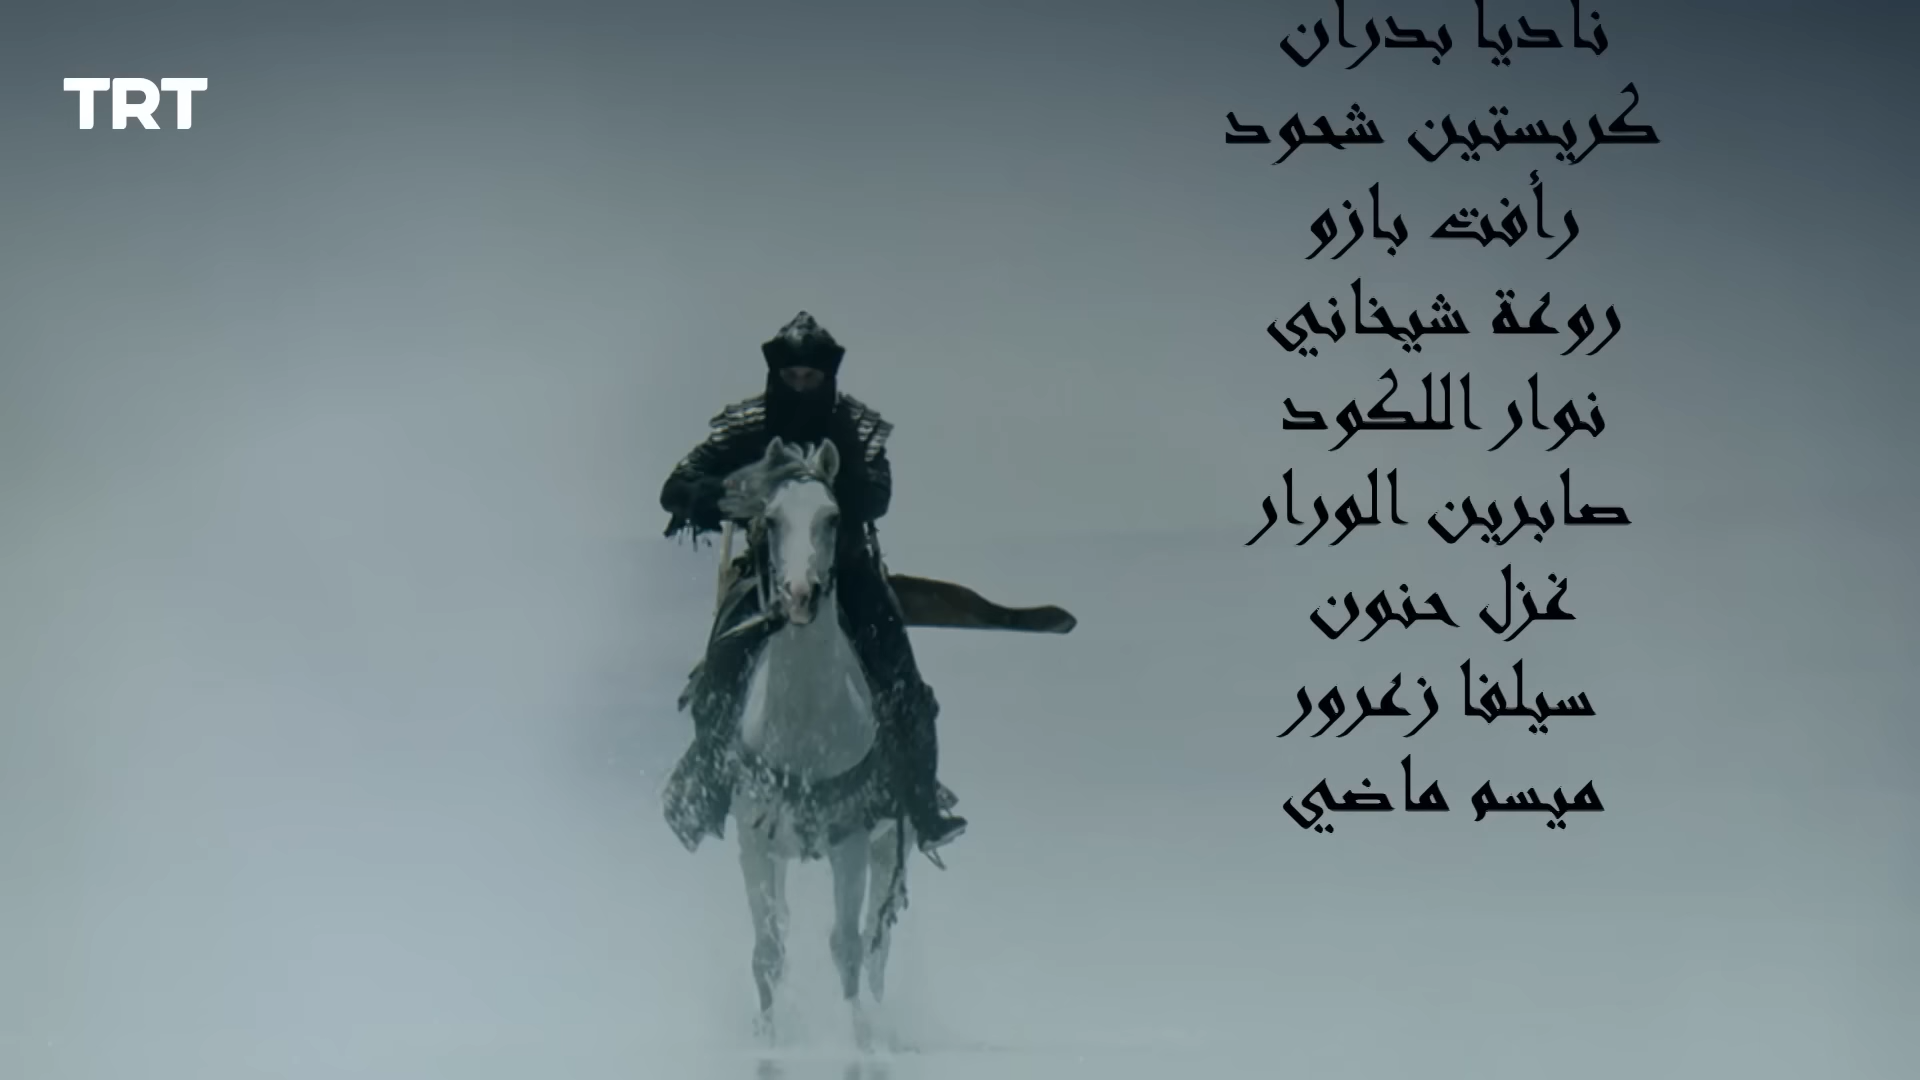 TRT
ناديا بدران
كريستين شحود
رأفت بازو
روعة شيخاني
نوار اللكود
صابرين الورار
غزل حنون
سيلفا زعرور
ميسم ماضي